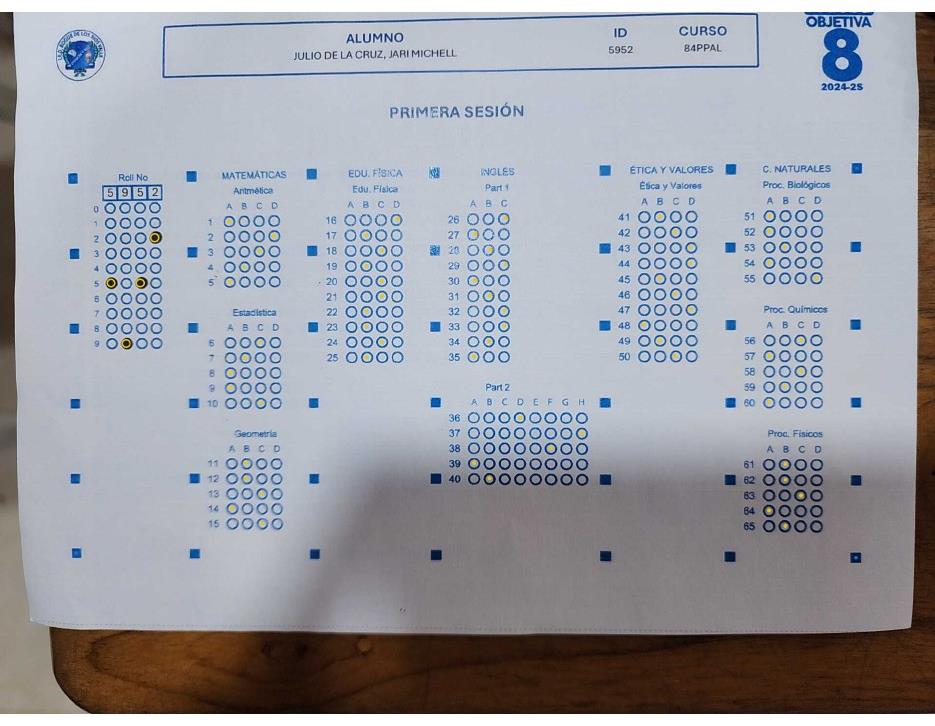 OBJETIVA
8
2024-25
ALUMNO
JULIO DE LA CRUZ, JARI MICHELL
ID
5952
CURSO
84PPAL
PRIMERA SESIÓN
Roll No
5 9 5 2
0
1
2
3
4
5
6
7
8
9
MATEMÁTICAS
Aritmética
A B C D
1
2
3
4
5
Estadística
A B C D
6
7
8
9
10
Geometría
A B C D
11
12
13
14
15
EDU. FÍSICA
Edu. Física
A B C D
16
17
18
19
20
21
22
23
24
25
INGLES
Part 1
A B C
26
27
28
29
30
31
32
33
34
35
Part 2
A B C D E F G H
36
37
38
39
40
ÉTICA Y VALORES
Ética y Valores
A B C D
41
42
43
44
45
46
47
48
49
50
C. NATURALES
Proc. Biológicos
A B C D
51
52
53
54
55
Proc. Químicos
A B C D
56
57
58
59
60
Proc. Físicos
A B C D
61
62
63
64
65